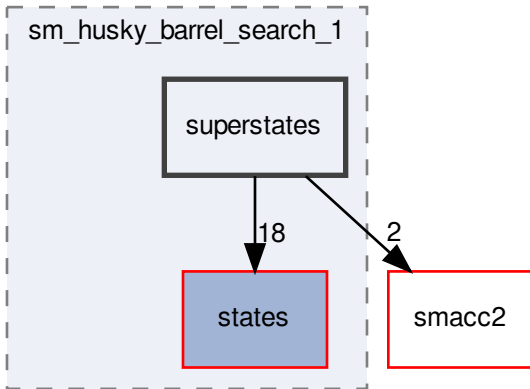 sm_husky_barrel_search_1
superstates
18
2
states
smacc2